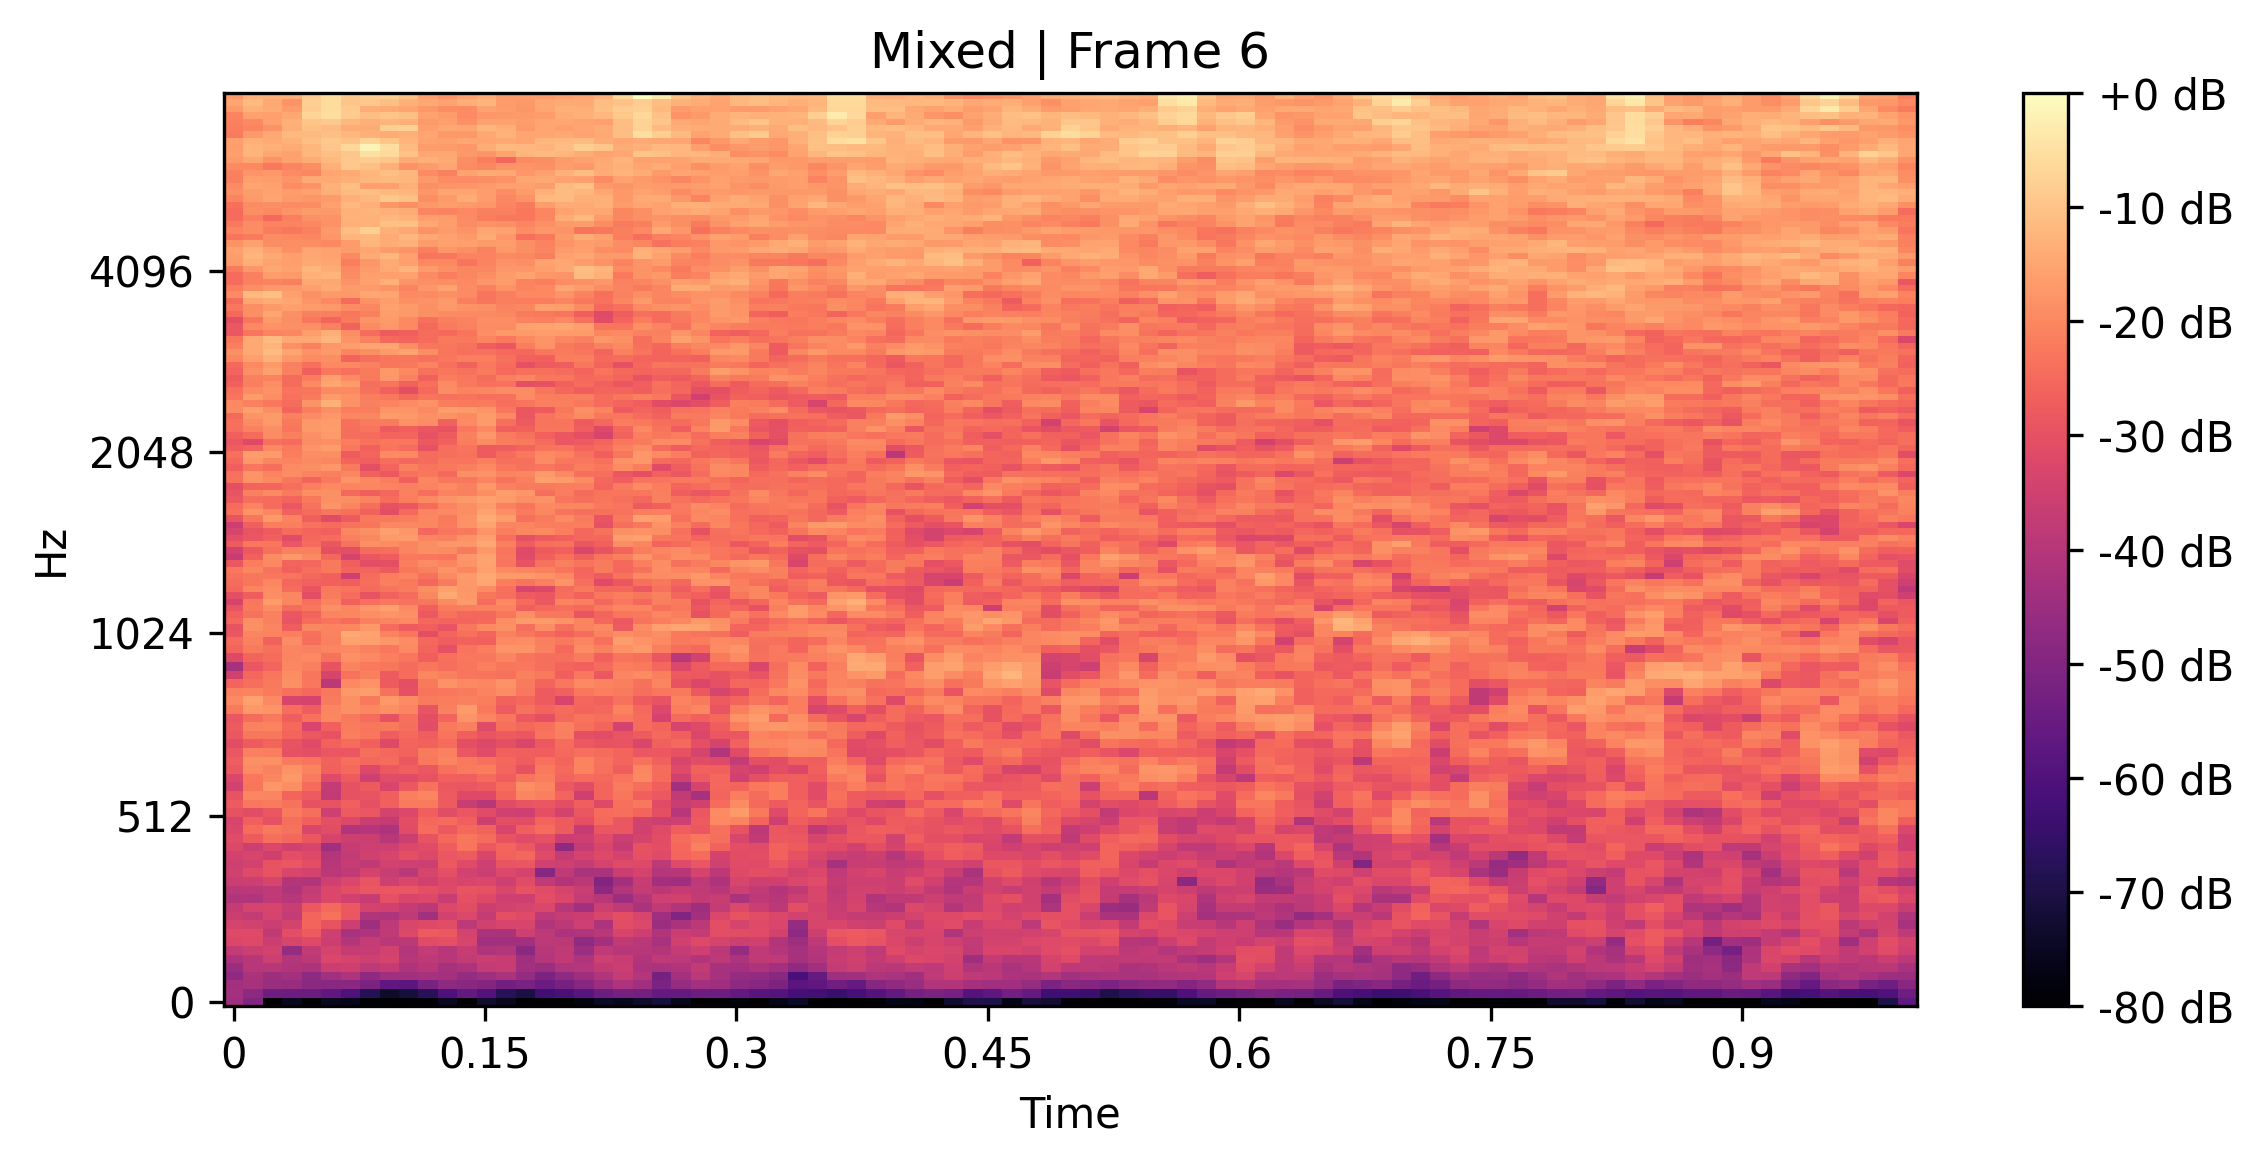 Mixed | Frame 6
+0 dB
-10 dB
-20 dB
-30 dB
-40 dB
-50 dB
-60 dB
-70 dB
-80 dB
4096
2048
1024
512
0
Hz
0 0.15 0.3 0.45 0.6 0.75 0.9
Time